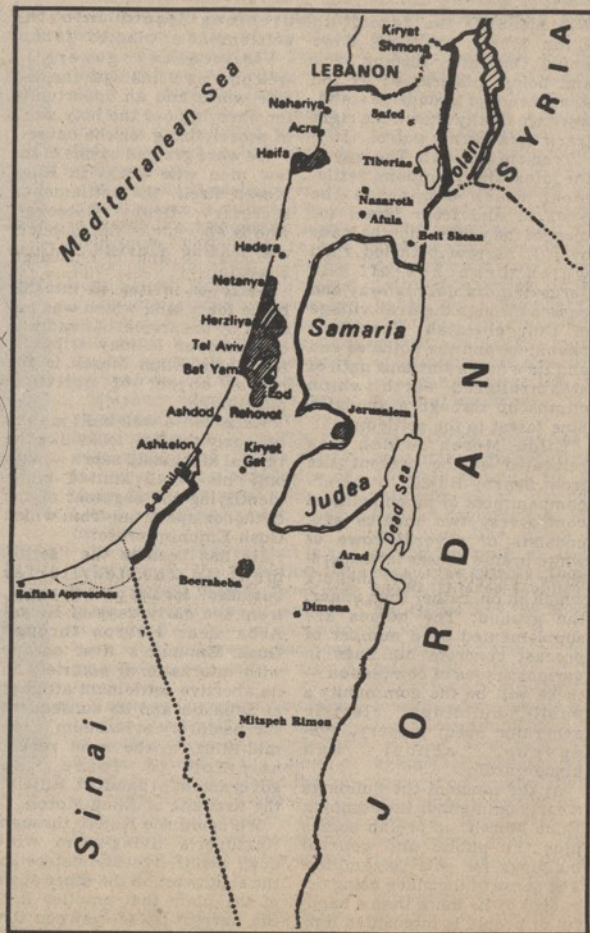 Kiryat
Shmona
LEBANON
SYRIA
Mediterranean Sea
Nahariya
Safed
Acre
Haifa
Tiberias
Golan
Nazareth
Afula
Beit Shean
Hadera
Netanya
Samaria
Herzliya
Tel Aviv
Bat Yam
Lod
Rehovot
Jerusalem
Ashdod
Ashkelon
Kiryat
Gat
Judea
Dead Sea
Arad
Beersheba
Rafiah Approaches
Dimona
Mitzpeh Rimon
Sinai
JORDAN